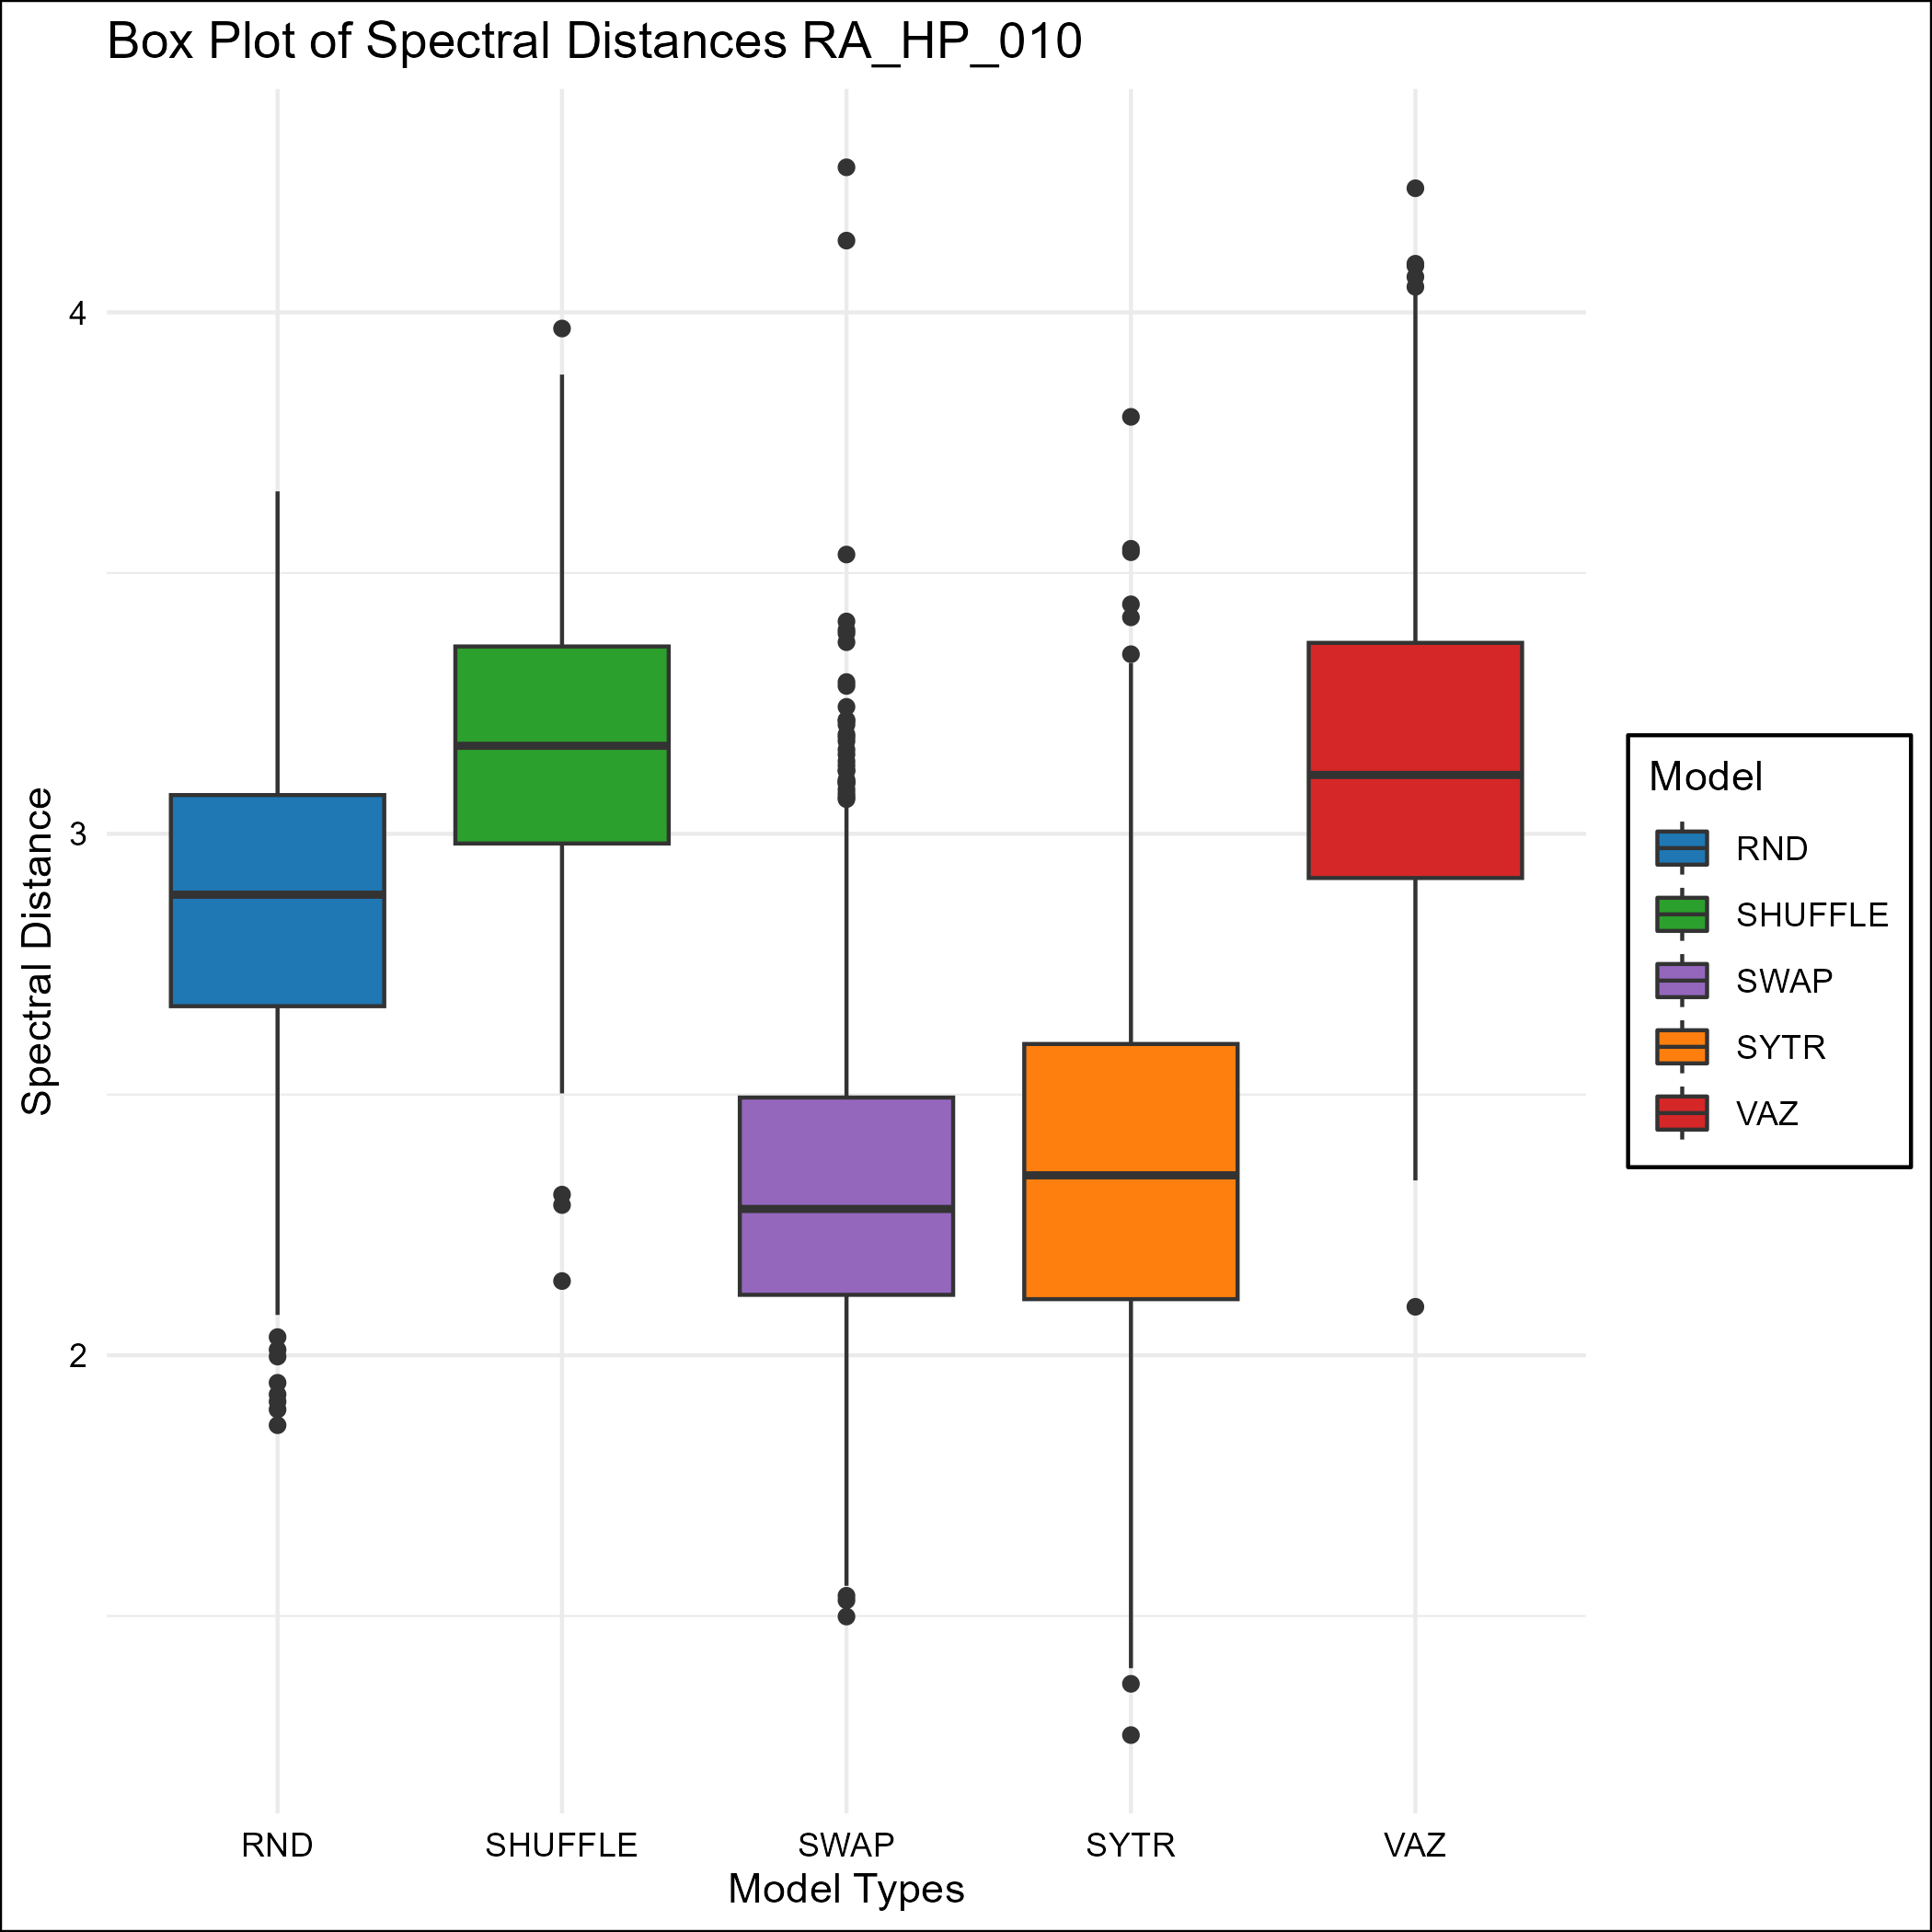 Box Plot of Spectral Distances RA_HP_010
Spectral Distance
4
3
2
RND
SHUFFLE
SWAP
SYTR
VAZ
Model Types
Model
RND
SHUFFLE
SWAP
SYTR
VAZ